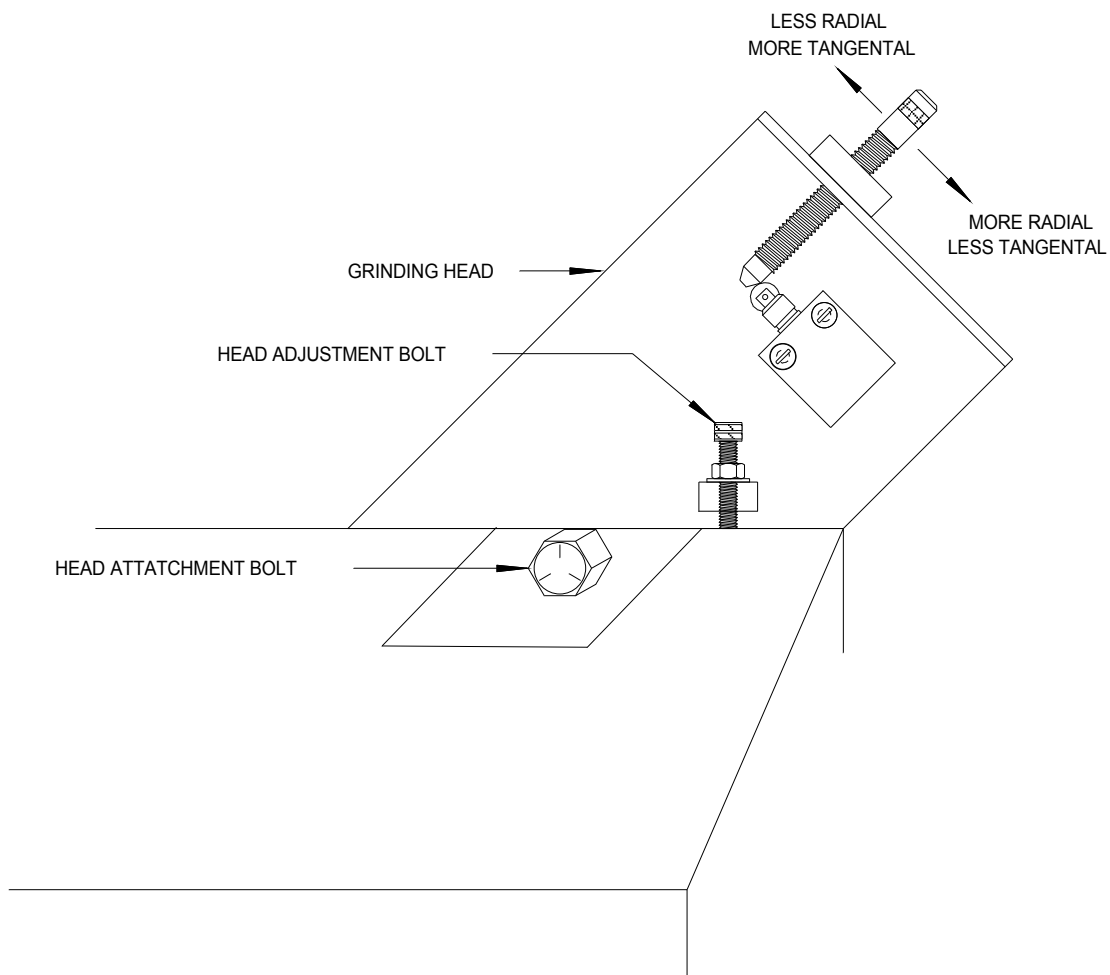 LESS RADIAL
MORE TANGENTAL
MORE RADIAL
LESS TANGENTAL
GRINDING HEAD
HEAD ADJUSTMENT BOLT
HEAD ATTATCHMENT BOLT